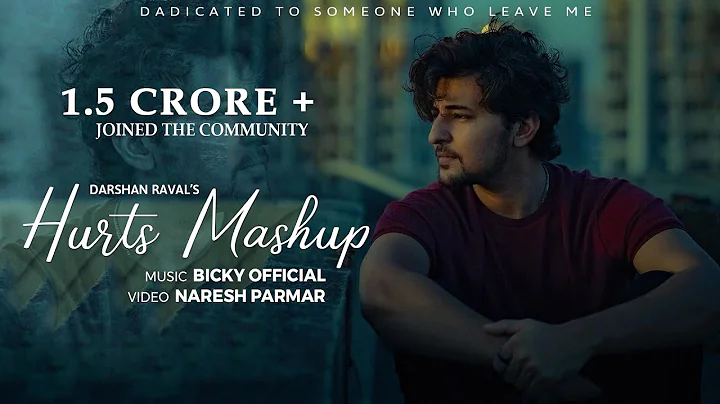 DADICATED TO SOMEONE WHO LEAVE ME
1.5 CRORE +
JOINED THE COMMUNITY
DARSHAN RAVAL'S
Hurts Mashup
MUSIC BICKY OFFICIAL
VIDEO NARESH PARMAR